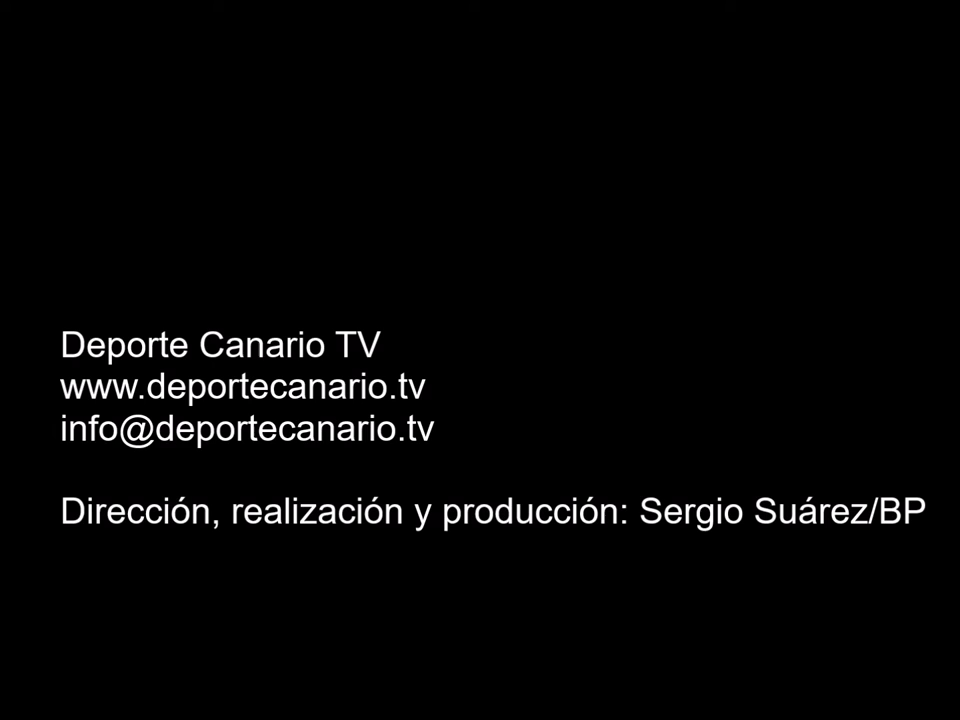 Deporte Canario TV
www.deportecanario.tv
info@deportecanario.tv
Dirección, realización y producción: Sergio Suárez/BP